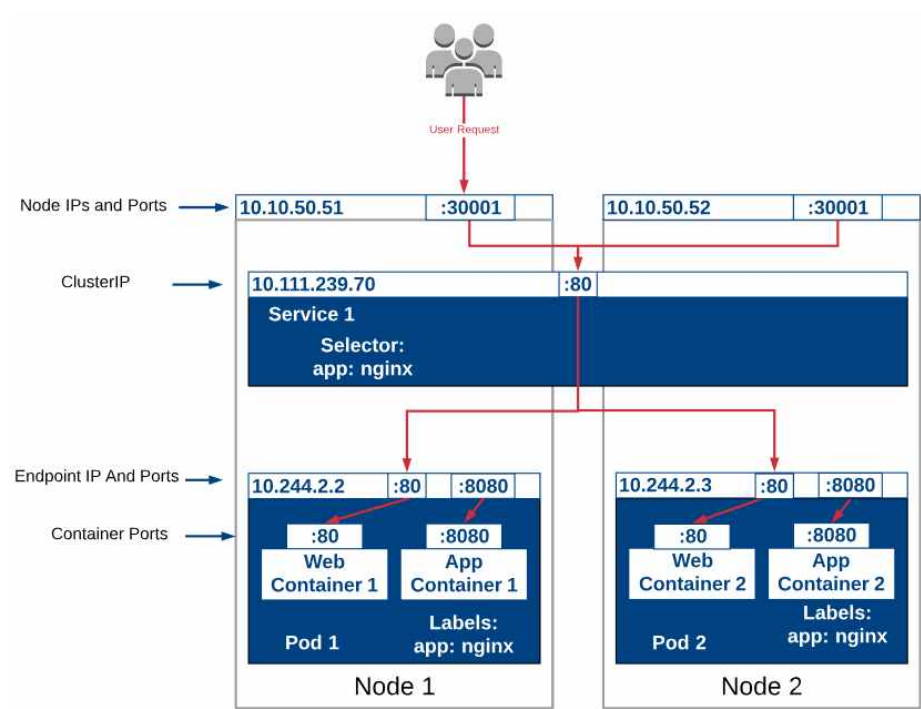 User Request
Node IPs and Ports
10.10.50.51 :30001
10.10.50.52 :30001
ClusterIP
10.111.239.70 :80
Service 1
Selector:
app: nginx
Endpoint IP And Ports
10.244.2.2 :80 :8080
10.244.2.3 :80 :8080
Container Ports
:80
Web
Container 1
:8080
App
Container 1
Labels:
app: nginx
Pod 1
:80
Web
Container 2
:8080
App
Container 2
Labels:
app: nginx
Pod 2
Node 1
Node 2